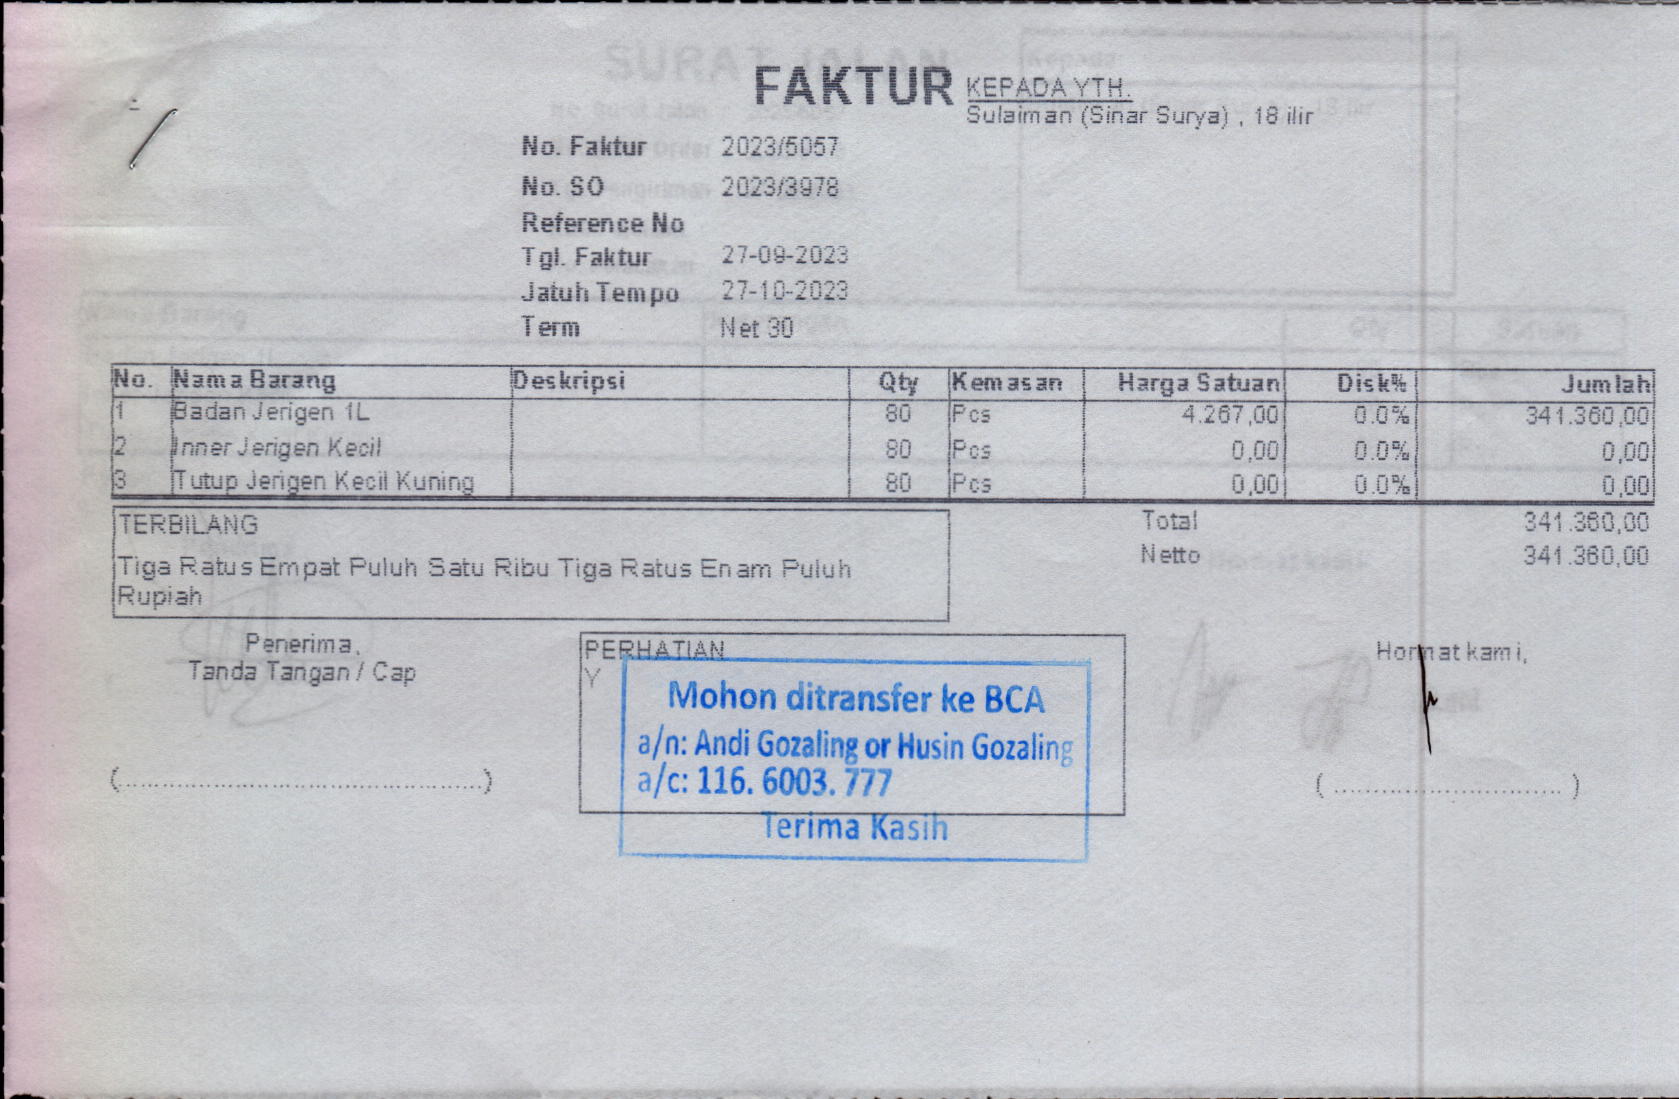 FAKTUR
KEPADA YTH.
Sulaiman (Sinar Surya) , 18 ilir
No. Faktur 2023/5057
No. SO 2023/3978
Reference No
Tgl. Faktur 27-09-2023
Jatuh Tempo 27-10-2023
Term Net 30
No. Nama Barang Deskripsi Qty Kemasan Harga Satuan Disk% Jumlah
1 Badan Jerigen 1L 80 Pcs 4.267,00 0.0% 341.360,00
2 Inner Jerigen Kecil 80 Pcs 0,00 0.0% 0,00
3 Tutup Jerigen Kecil Kuning 80 Pcs 0,00 0.0% 0,00
TERBILANG
Tiga Ratus Empat Puluh Satu Ribu Tiga Ratus Enam Puluh
Rupiah
Total 341.360,00
Netto 341.360,00
Penerima,
Tanda Tangan / Cap
PERHATIAN
Y
Mohon ditransfer ke BCA
a/n: Andi Gozaling or Husin Gozaling
a/c: 116. 6003. 777
Terima Kasih
Hormat kami,
(..............................................)
( ............................. )
SURAT JALAN
Kepada